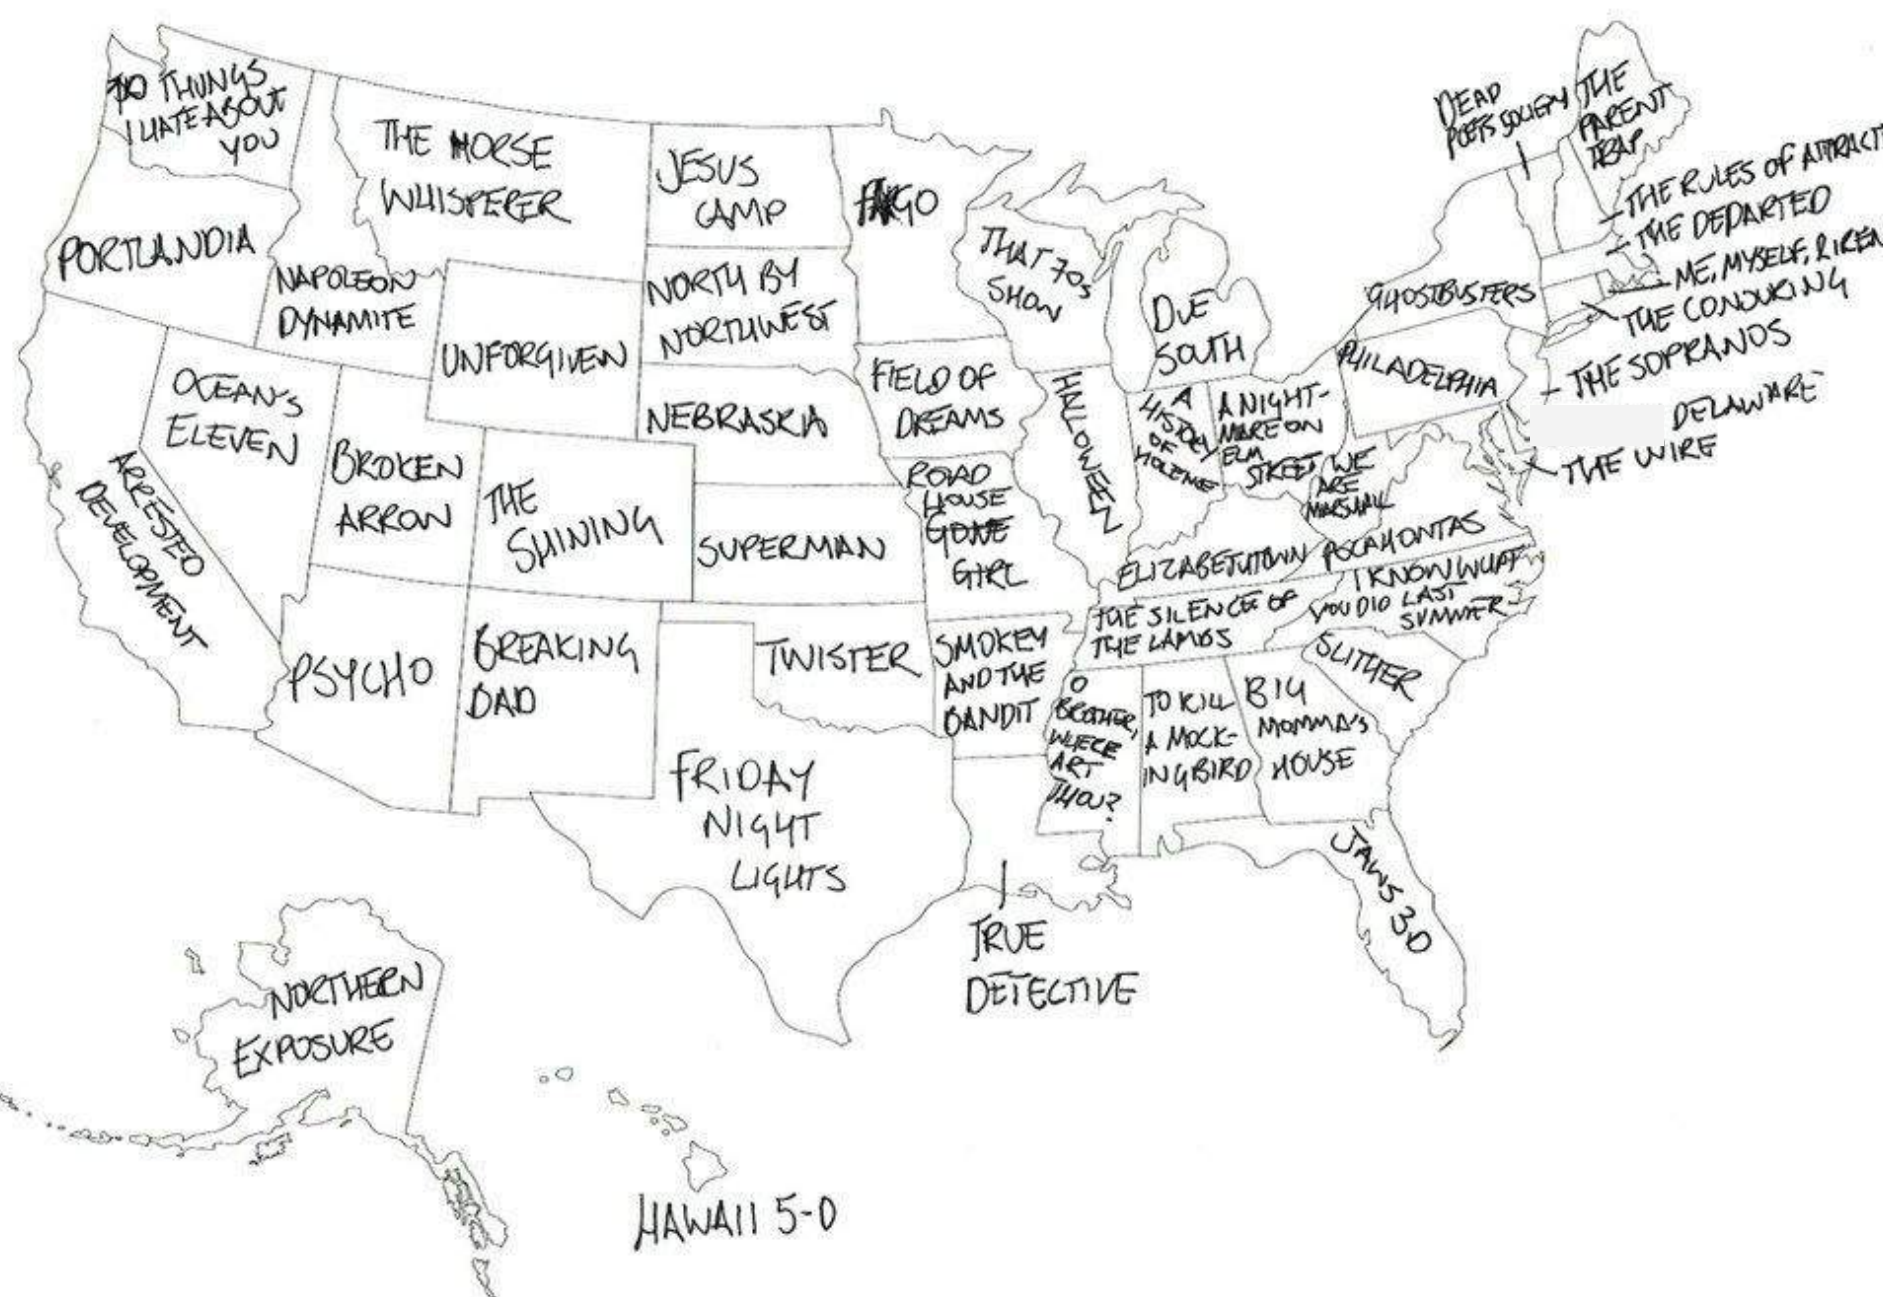 10 THINGS
I HATE ABOUT
YOU
THE HORSE
WHISPERER
JESUS
CAMP
FARGO
DEAD
POETS SOCIETY
THE
PARENT
TRAP
THE RULES OF ATTRACTI
THE DEPARTED
ME, MYSELF, & IREN
THE CONJURING
THE SOPRANOS
DELAWARE
THE WIRE
PORTLANDIA
NAPOLEON
DYNAMITE
UNFORGIVEN
NORTH BY
NORTHWEST
THAT 70s
SHOW
DUE
SOUTH
GHOSTBUSTERS
PHILADELPHIA
OCEAN'S
ELEVEN
ARRESTED
DEVELOPMENT
BROKEN
ARROW
THE
SHINING
NEBRASKA
FIELD OF
DREAMS
HALLOWEEN
A
HISTORY
OF
VIOLENCE
A NIGHT-
MARE ON
ELM
STREET
WE
ARE
MARSHALL
SUPERMAN
ROAD
HOUSE
GONE
GIRL
ELIZABETHTOWN
POCAHONTAS
I KNOW WHAT
YOU DID LAST
SUMMER
THE SILENCE OF
THE LAMBS
SLITHER
PSYCHO
BREAKING
BAD
TWISTER
SMOKEY
AND THE
BANDIT
O
BROTHER,
WHERE
ART
THOU?
TO KILL
A MOCK-
INGBIRD
BIG
MOMMA'S
HOUSE
FRIDAY
NIGHT
LIGHTS
TRUE
DETECTIVE
JAWS 3-D
NORTHERN
EXPOSURE
HAWAII 5-0